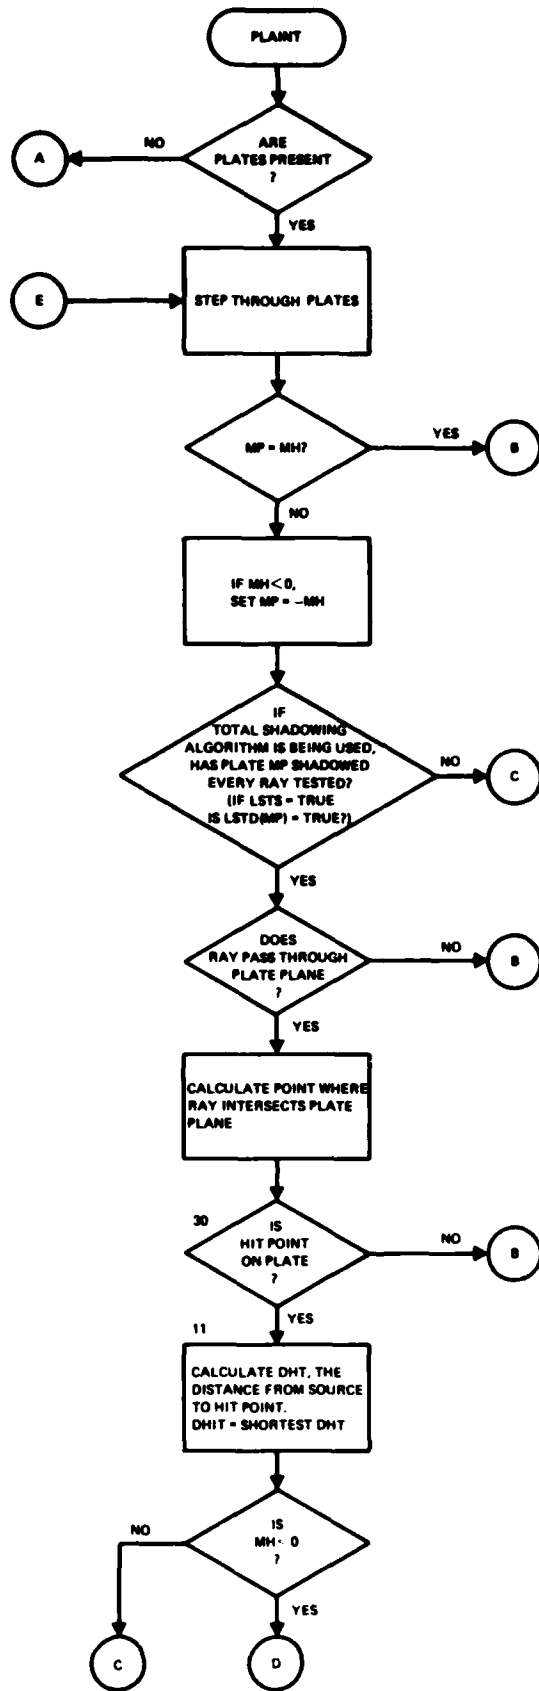 PLAINT
ARE
PLATES PRESENT
?
NO
A
YES
E
STEP THROUGH PLATES
MP = MH?
YES
B
NO
IF MH < 0,
SET MP = -MH
IF
TOTAL SHADOWING
ALGORITHM IS BEING USED,
HAS PLATE MP SHADOWED
EVERY RAY TESTED?
(IF LSTS = TRUE
IS LSTD(MP) = TRUE?)
NO
C
YES
DOES
RAY PASS THROUGH
PLATE PLANE
?
NO
B
YES
CALCULATE POINT WHERE
RAY INTERSECTS PLATE
PLANE
30
IS
HIT POINT
ON PLATE
?
NO
B
YES
11
CALCULATE DHT, THE
DISTANCE FROM SOURCE
TO HIT POINT.
DHIT = SHORTEST DHT
IS
MH < 0
?
NO
YES
C
D